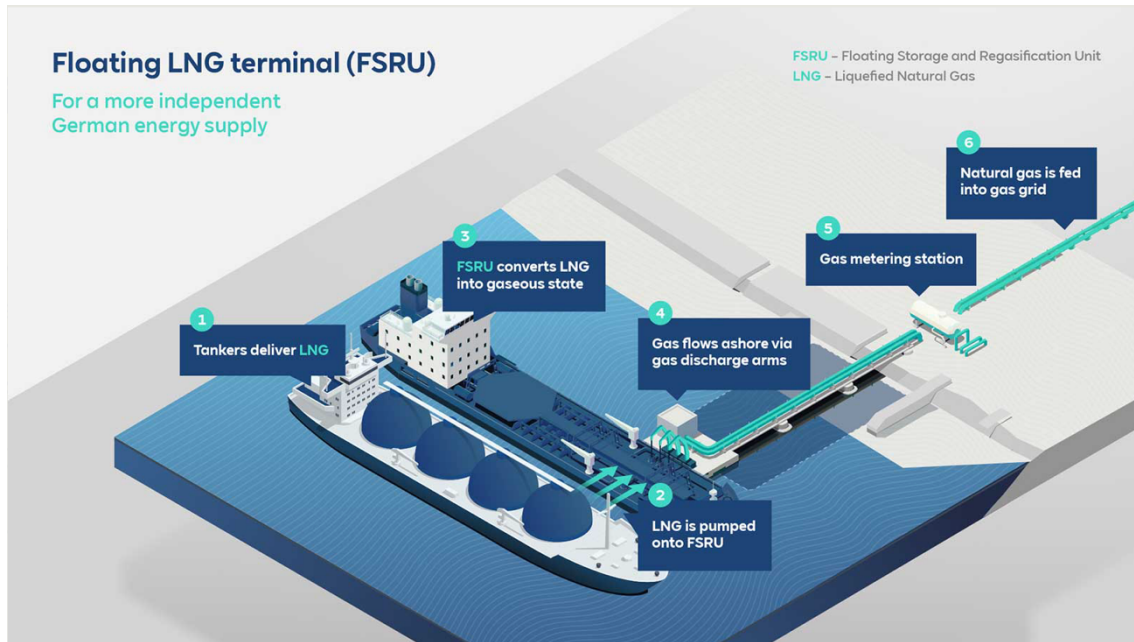 Floating LNG terminal (FSRU)
For a more independent
German energy supply
FSRU – Floating Storage and Regasification Unit
LNG – Liquefied Natural Gas
1
Tankers deliver LNG
2
LNG is pumped
onto FSRU
3
FSRU converts LNG
into gaseous state
4
Gas flows ashore via
gas discharge arms
5
Gas metering station
6
Natural gas is fed
into gas grid